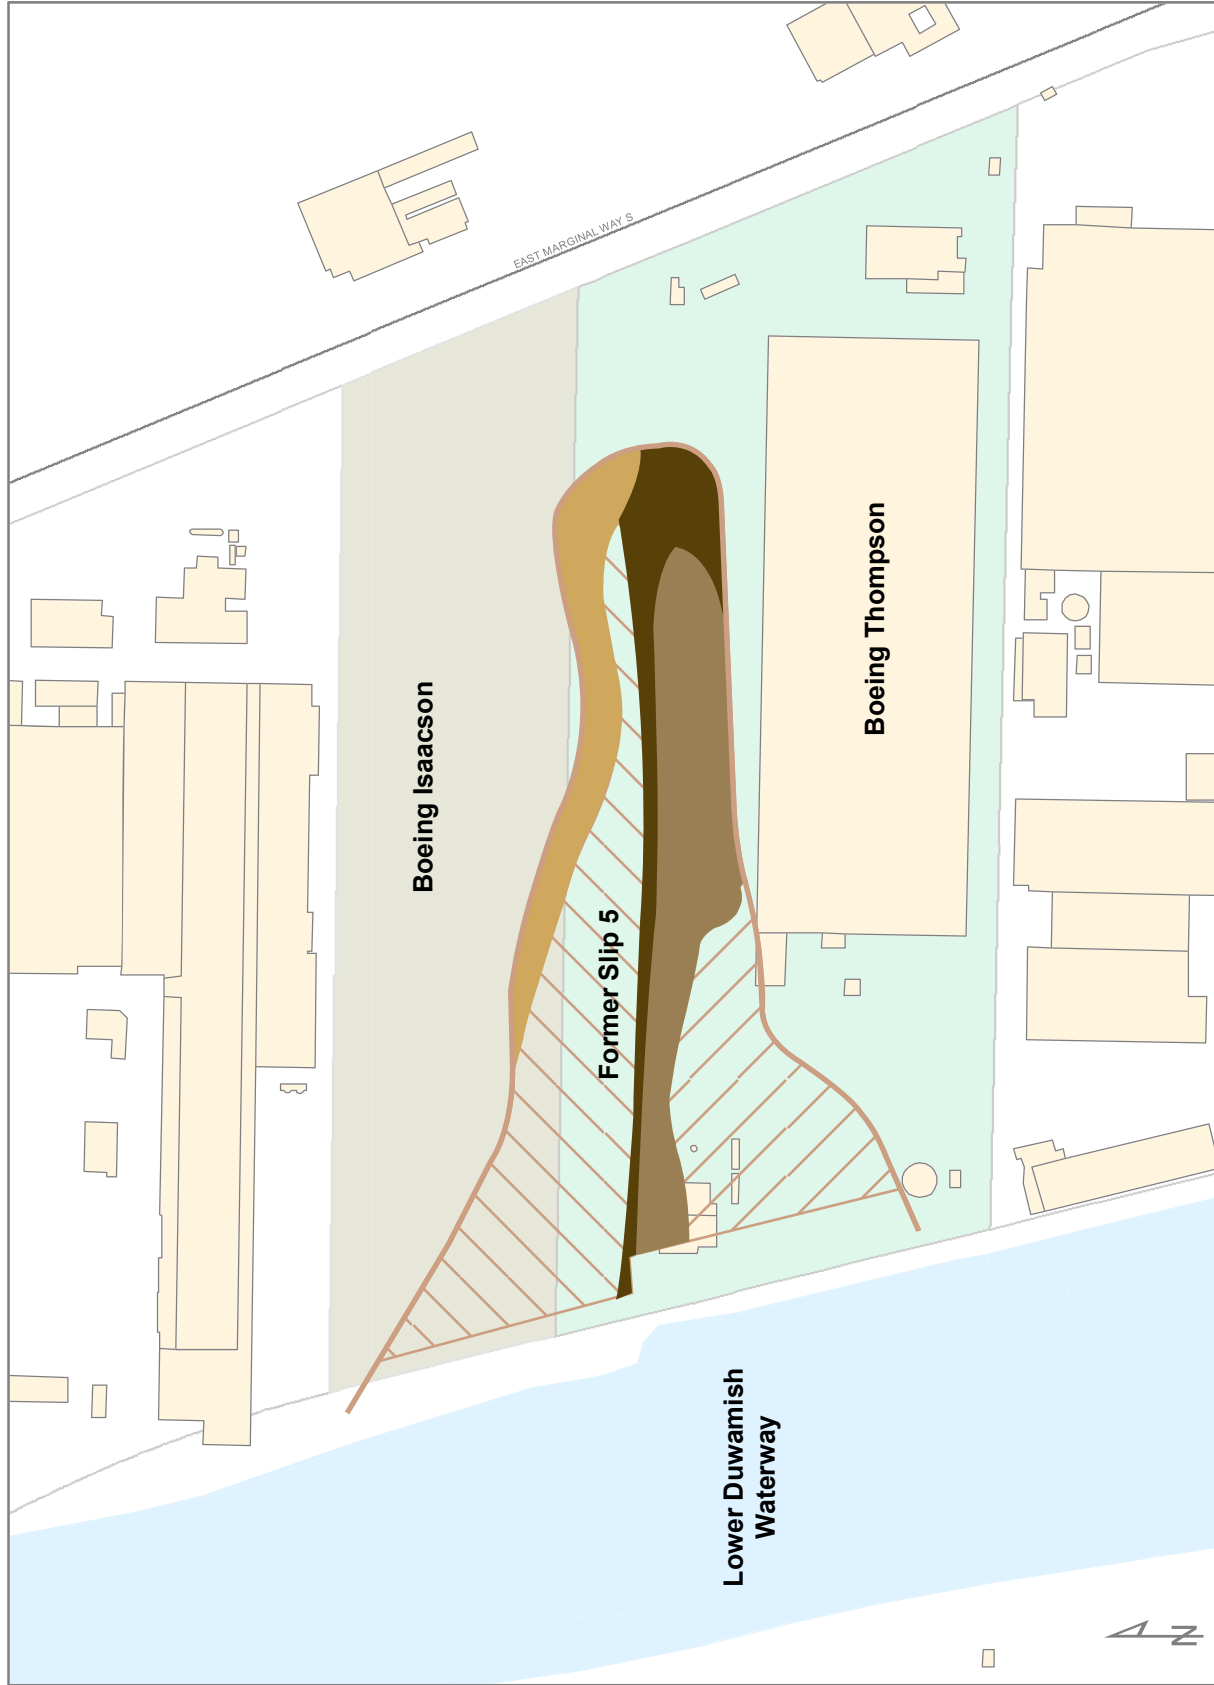 EAST MARGINAL WAY S
Boeing Isaacson
Boeing Thompson
Former Slip 5
Lower Duwamish
Waterway
N